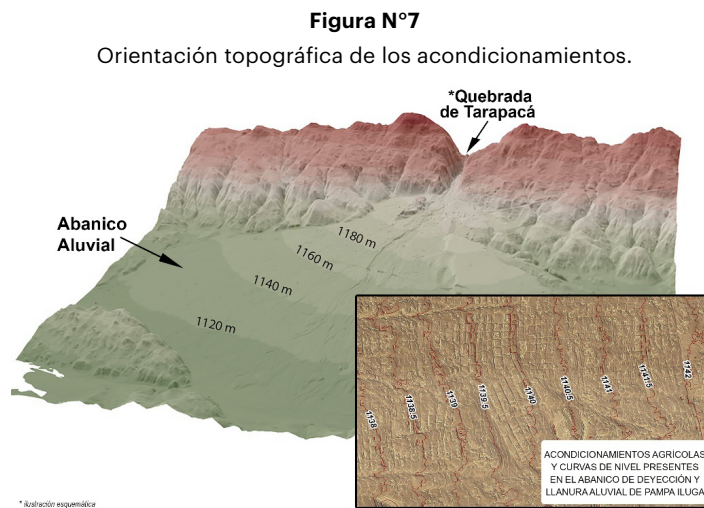 Figura N°7
Orientación topográfica de los acondicionamientos.
*Quebrada
de Tarapacá
Abanico
Aluvial
1180 m
1160 m
1140 m
1120 m
1138
1138,5
1139
1139,5
1140
1140,5
1141
1141,5
1142
ACONDICIONAMIENTOS AGRÍCOLAS
Y CURVAS DE NIVEL PRESENTES
EN EL ABANICO DE DEYECCIÓN Y
LLANURA ALUVIAL DE PAMPA ILUGA
* ilustración esquemática